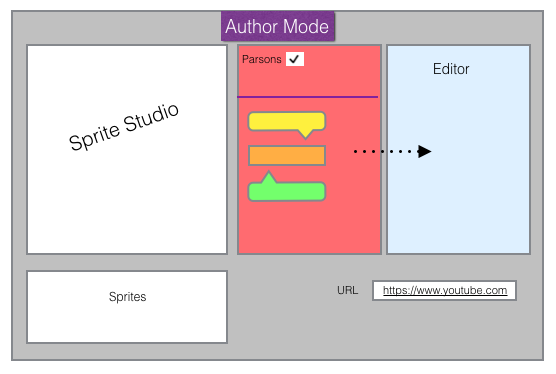 Author Mode
Sprite Studio
Parsons
Editor
Sprites
URL
https://www.youtube.com